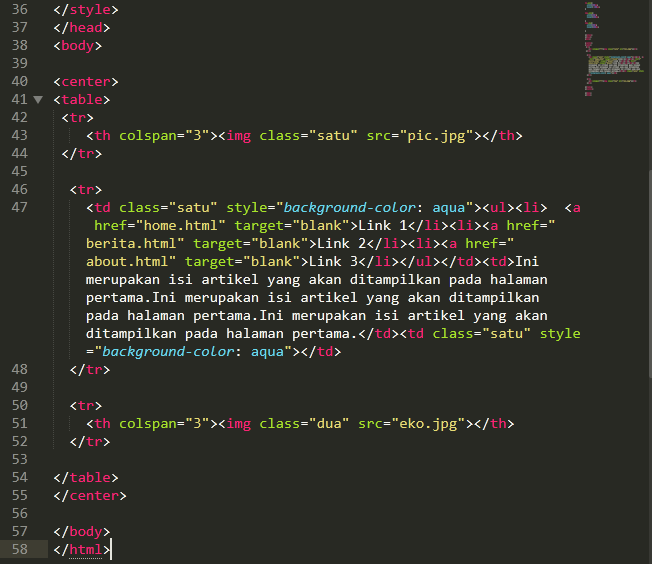 36 </style>
37 </head>
38 <body>
39
40 <center>
41 <table>
42 <tr>
43 <th colspan="3"><img class="satu" src="pic.jpg"></th>
44 </tr>
45
46 <tr>
47 <td class="satu" style="background-color: aqua"><ul><li>  <a
href="home.html" target="blank">Link 1</li><li><a href="
berita.html" target="blank">Link 2</li><li><a href="
about.html" target="blank">Link 3</li></ul></td><td>Ini
merupakan isi artikel yang akan ditampilkan pada halaman
pertama.Ini merupakan isi artikel yang akan ditampilkan
pada halaman pertama.Ini merupakan isi artikel yang akan
ditampilkan pada halaman pertama.</td><td class="satu" style
="background-color: aqua"></td>
48 </tr>
49
50 <tr>
51 <th colspan="3"><img class="dua" src="eko.jpg"></th>
52 </tr>
53
54 </table>
55 </center>
56
57 </body>
58 </html>